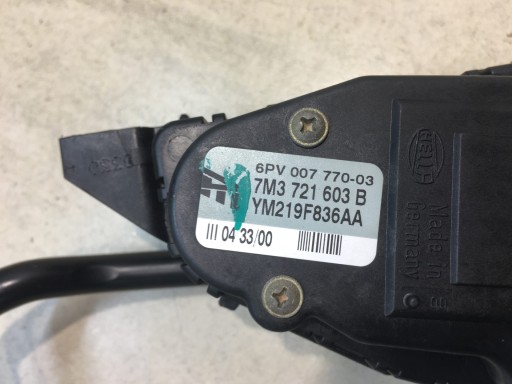 6PV 007 770-03
7M3 721 603 B
YM219F836AA
III 04 33/00
HELLA
Made in
Germany